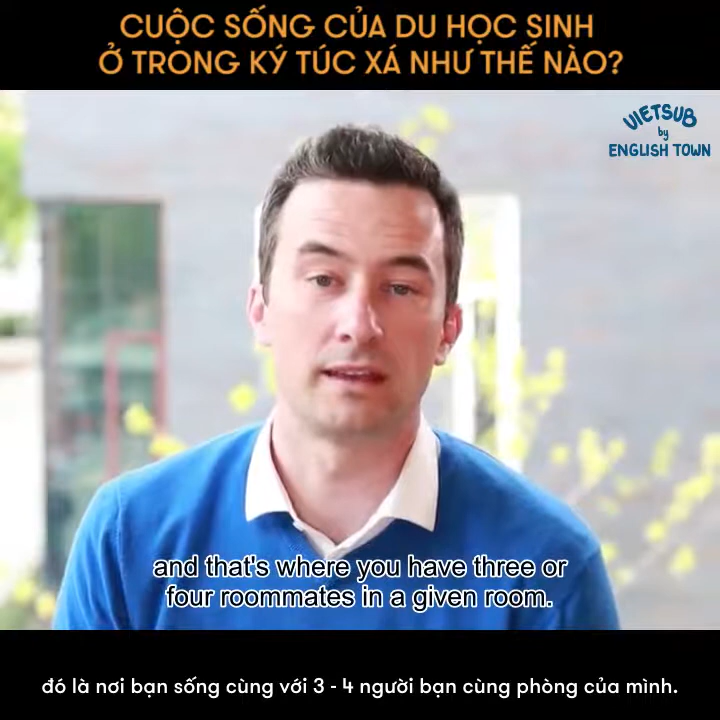 CUỘC SỐNG CỦA DU HỌC SINH
Ở TRONG KÝ TÚC XÁ NHƯ THẾ NÀO?
VIETSUB
by
ENGLISH TOWN
and that's where you have three or
four roommates in a given room.
đó là nơi bạn sống cùng với 3 - 4 người bạn cùng phòng của mình.